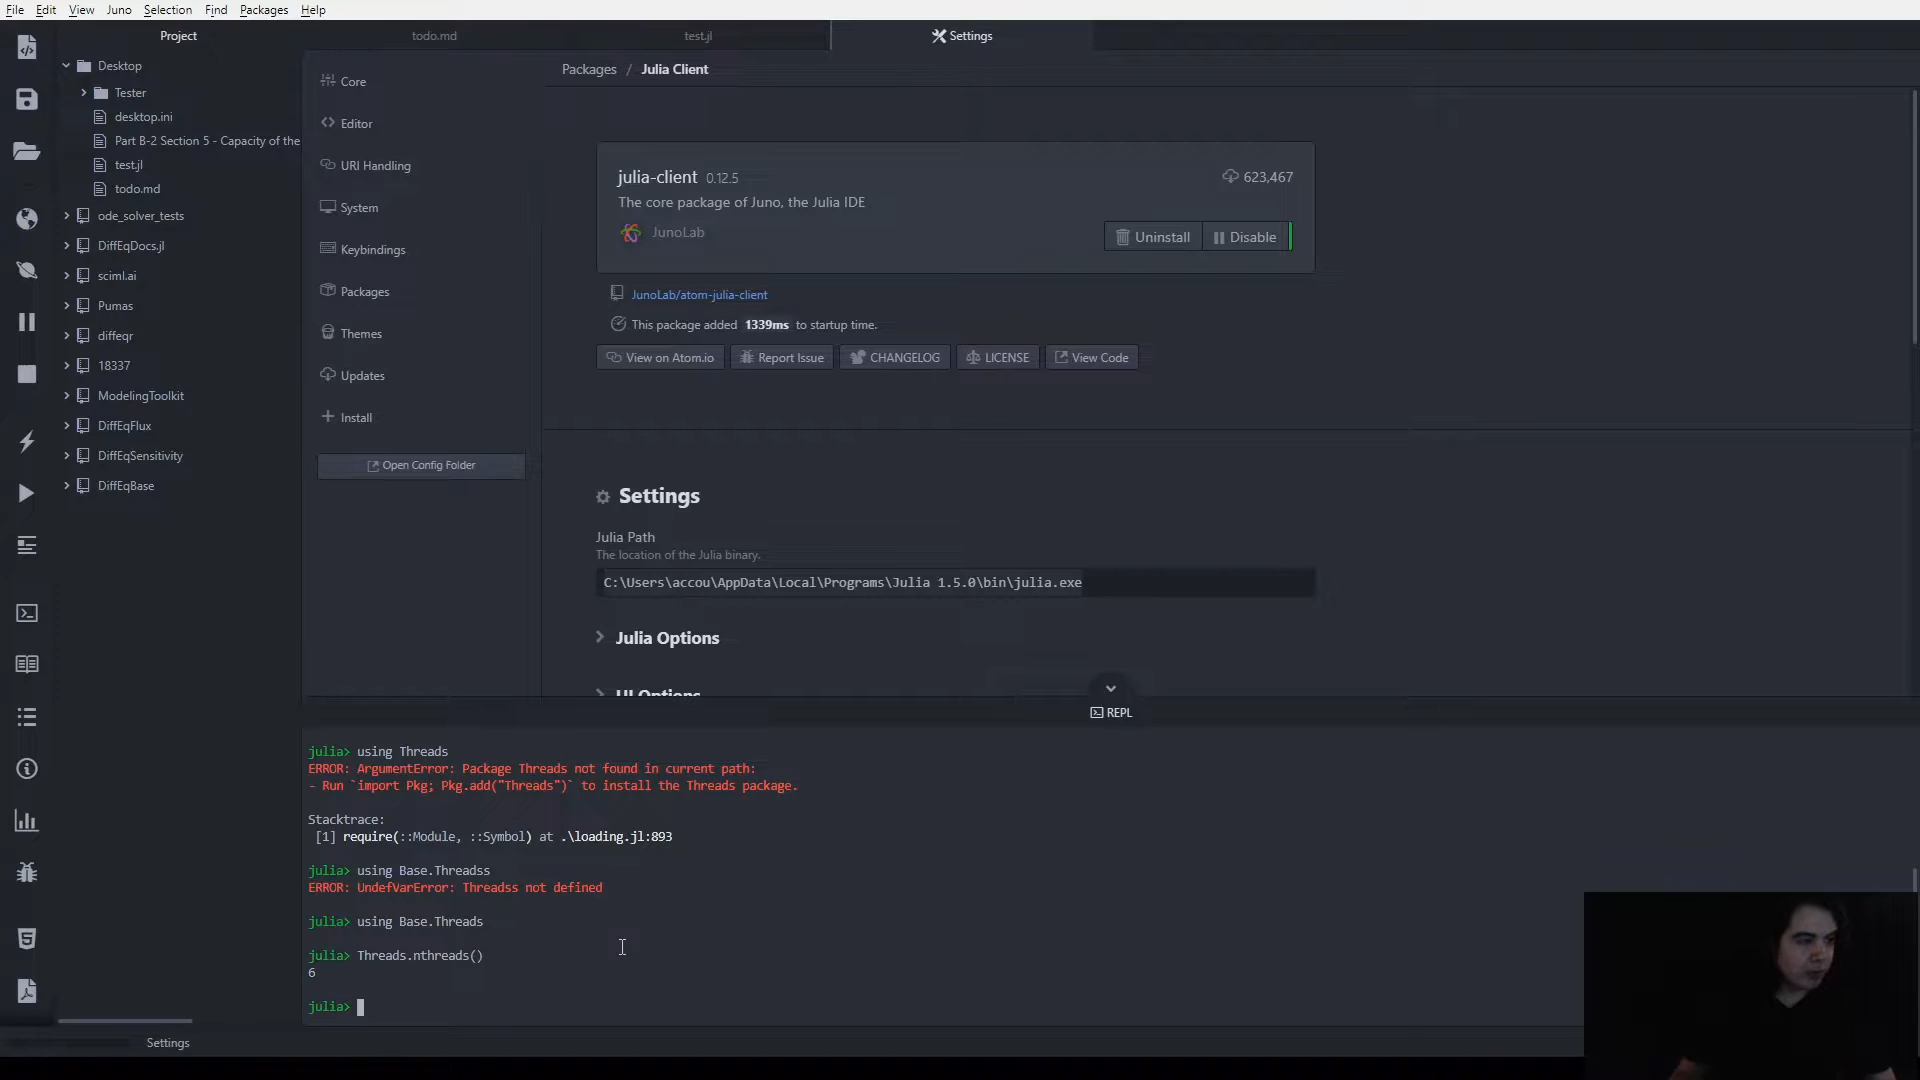 File Edit View Juno Selection Find Packages Help
Project
todo.md
test.jl
Settings
Desktop
Tester
desktop.ini
Part B-2 Section 5 - Capacity of the
test.jl
todo.md
ode_solver_tests
DiffEqDocs.jl
sciml.ai
Pumas
diffeqr
18337
ModelingToolkit
DiffEqFlux
DiffEqSensitivity
DiffEqBase
Core
Editor
URI Handling
System
Keybindings
Packages
Themes
Updates
Install
Open Config Folder
Packages / Julia Client
julia-client 0.12.5
623,467
The core package of Juno, the Julia IDE
JunoLab
Uninstall
Disable
JunoLab/atom-julia-client
This package added 1339ms to startup time.
View on Atom.io
Report Issue
CHANGELOG
LICENSE
View Code
Settings
Julia Path
The location of the Julia binary.
C:\Users\accou\AppData\Local\Programs\Julia 1.5.0\bin\julia.exe
Julia Options
UI Options
REPL
julia> using Threads
ERROR: ArgumentError: Package Threads not found in current path:
- Run `import Pkg; Pkg.add("Threads")` to install the Threads package.
Stacktrace:
[1] require(::Module, ::Symbol) at .\loading.jl:893
julia> using Base.Threadss
ERROR: UndefVarError: Threadss not defined
julia> using Base.Threads
julia> Threads.nthreads()
6
julia>
Settings